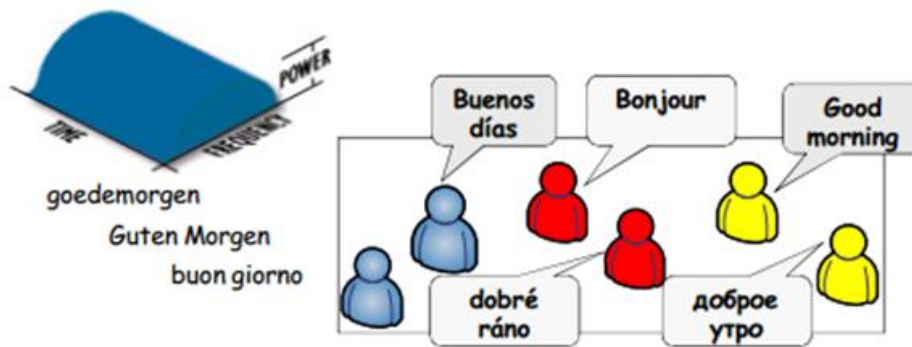 POWER
TIME
FREQUENCY
goedemorgen
Guten Morgen
buon giorno
Buenos
días
Bonjour
Good
morning
dobré
ráno
доброе
утро